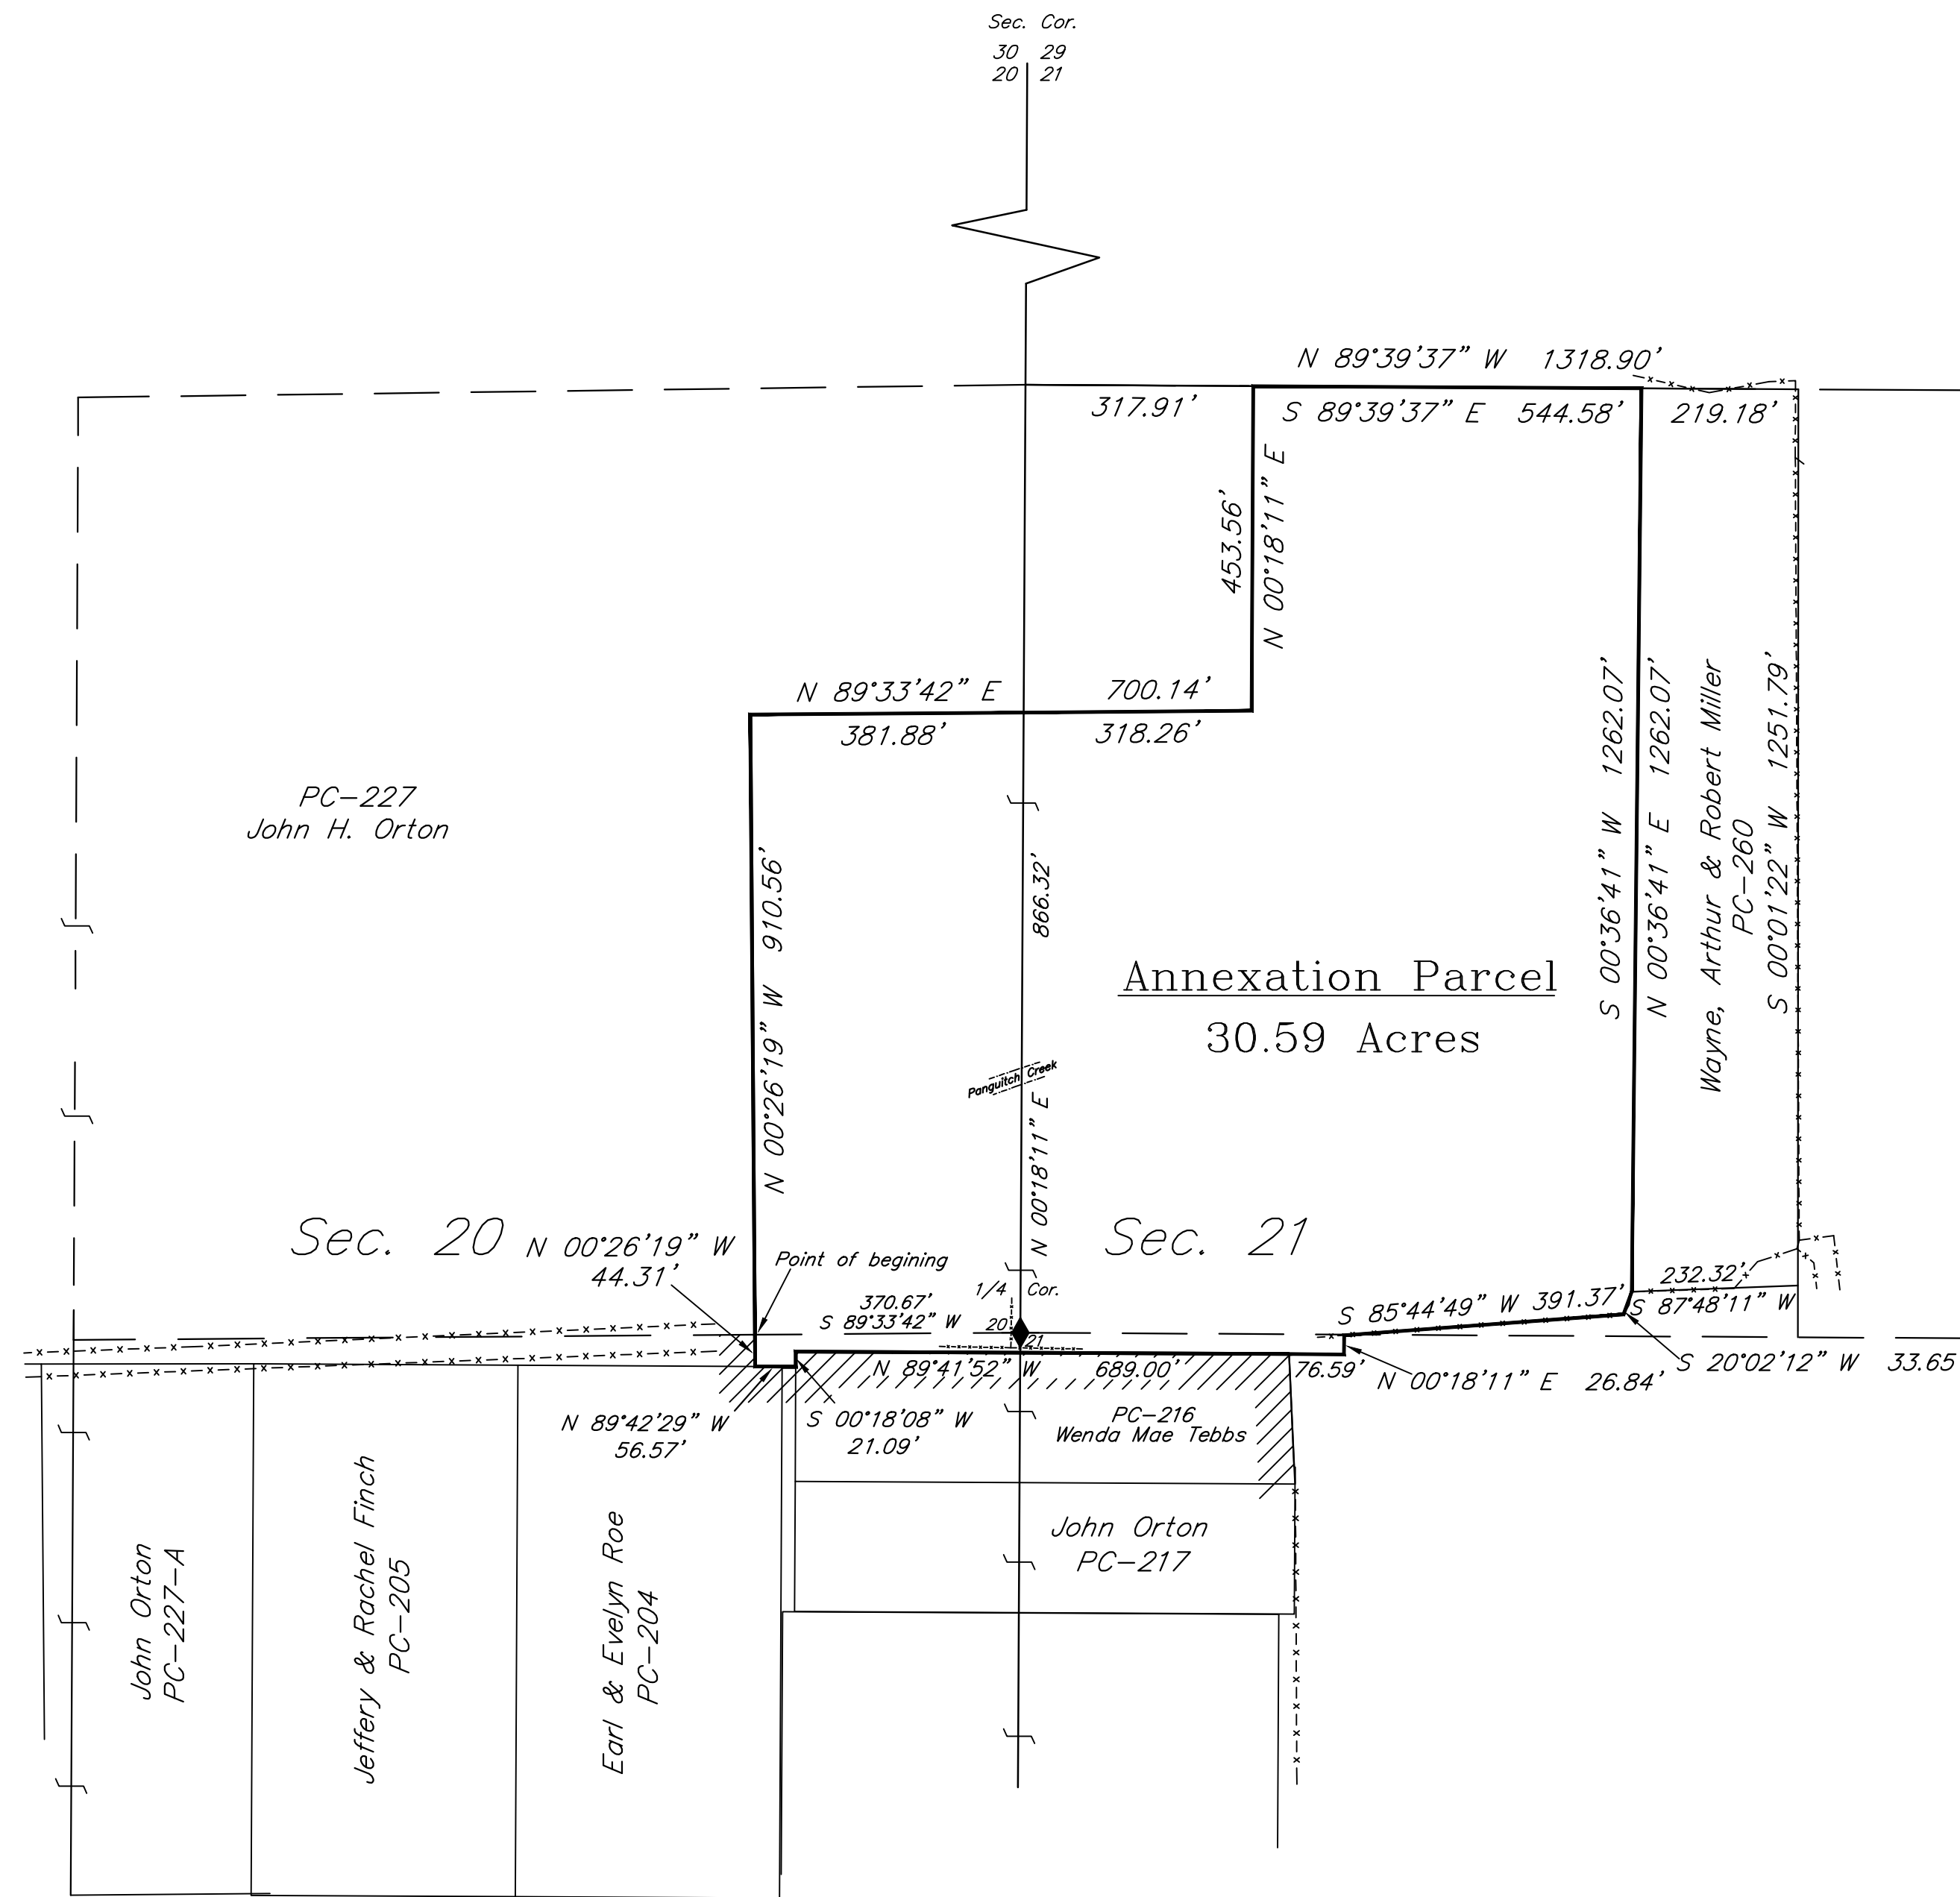 Sec. Cor.
30 29
20 21
N 89°39'37" W 1318.90'
317.91'
S 89°39'37" E 544.58'
219.18'
453.56'
N 00°18'11" E
N 89°33'42" E 700.14'
381.88'
318.26'
PC-227
John H. Orton
N 00°26'19" W 910.56'
866.32'
N 00°18'11" E
Panguitch Creek
Annexation Parcel
30.59 Acres
S 00°36'41" W 1262.07'
N 00°36'41" E 1262.07'
Wayne, Arthur & Robert Miller
PC-260
S 00°01'22" W 1251.79'
Sec. 20
Sec. 21
N 00°26'19" W
44.31'
Point of begining
370.67'
S 89°33'42" W
1/4 Cor.
20
21
232.32'
S 87°48'11" W
S 85°44'49" W 391.37'
S 20°02'12" W 33.65
N 89°41'52" W 689.00'
76.59'
N 00°18'11" E 26.84'
N 89°42'29" W
56.57'
S 00°18'08" W
21.09'
PC-216
Wenda Mae Tebbs
John Orton
PC-217
John Orton
PC-227-A
Jeffery & Rachel Finch
PC-205
Earl & Evelyn Roe
PC-204